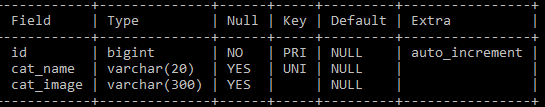 Field | Type | Null | Key | Default | Extra |
id | bigint | NO | PRI | NULL | auto_increment |
cat_name | varchar(20) | YES | UNI | NULL | |
cat_image | varchar(300) | YES | | NULL | |